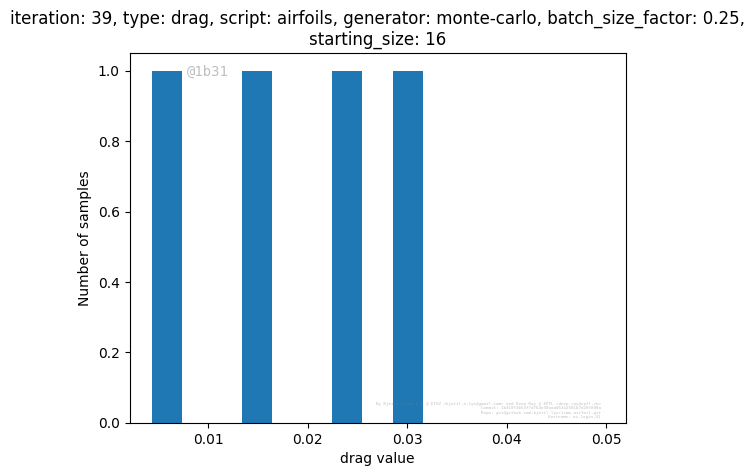 iteration: 39, type: drag, script: airfoils, generator: monte-carlo, batch_size_factor: 0.25,
starting_size: 16
@1b31
1.0
0.8
0.6
0.4
0.2
0.0
Number of samples
0.01
0.02
0.03
0.04
0.05
drag value